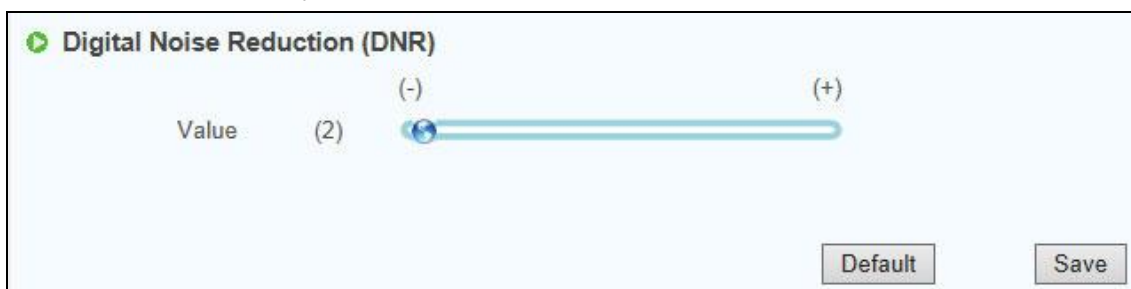 Digital Noise Reduction (DNR)
(-) (+)
Value (2)
Default Save